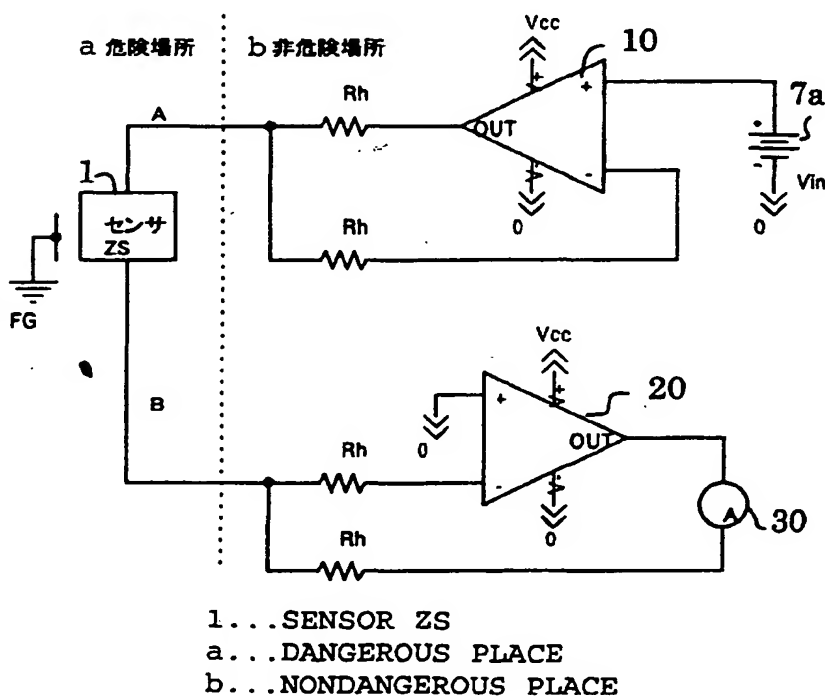 a 危険場所
b 非危険場所
Vcc
10
Rh
A
+
OUT
-
7a
+
-
Vin
0
0
1
センサ
ZS
Rh
FG
Vcc
20
B
+
0
OUT
Rh
-
0
A
30
Rh
1...SENSOR ZS
a...DANGEROUS PLACE
b...NONDANGEROUS PLACE